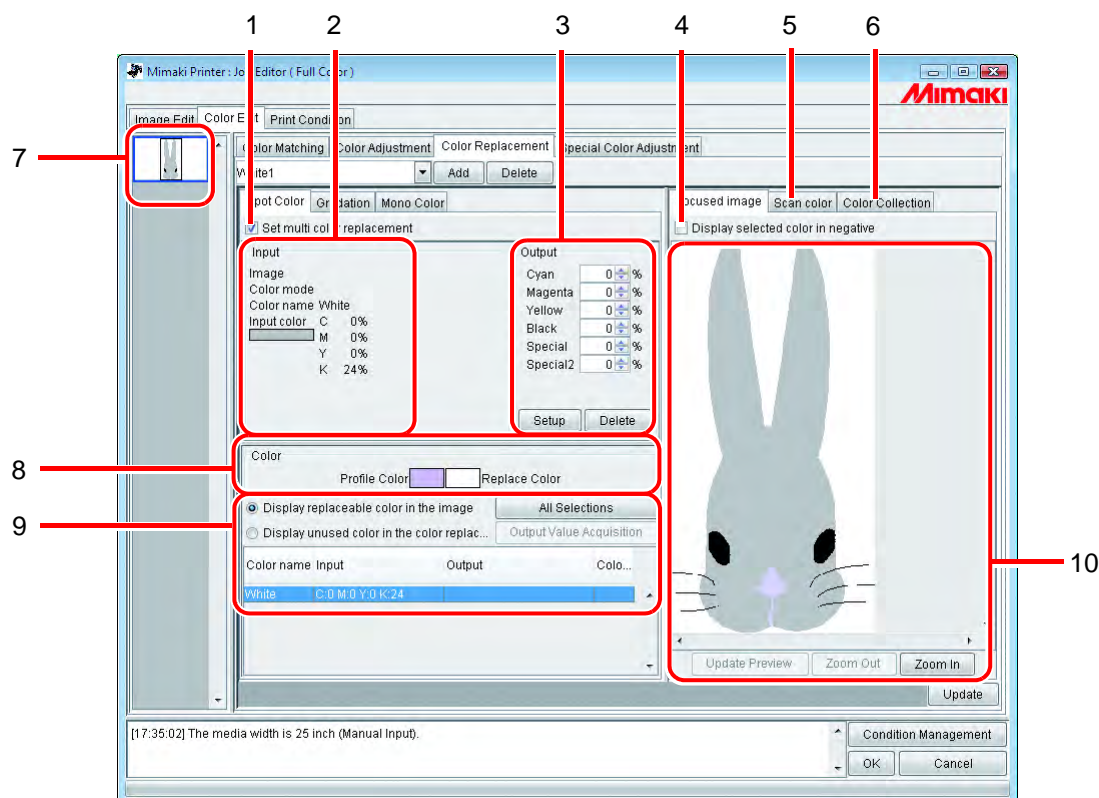 1 2 3 4 5 6
Mimaki Printer : Job Editor ( Full Color )
Mimaki
Image Edit Color Edit Print Condition
7
Color Matching Color Adjustment Color Replacement Special Color Adjustment
White1 Add Delete
Spot Color Gradation Mono Color
Focused image Scan color Color Collection
Set multi color replacement
Display selected color in negative
Input
Image
Color mode
Color name White
Input color C 0%
M 0%
Y 0%
K 24%
Output
Cyan 0 %
Magenta 0 %
Yellow 0 %
Black 0 %
Special 0 %
Special2 0 %
Setup Delete
8
Color
Profile Color Replace Color
9
Display replaceable color in the image All Selections
Display unused color in the color replac... Output Value Acquisition
Color name Input Output Colo...
White C:0 M:0 Y:0 K:24
10
Update Preview Zoom Out Zoom In
Update
[17:35:02] The media width is 25 inch (Manual Input).
Condition Management
OK Cancel